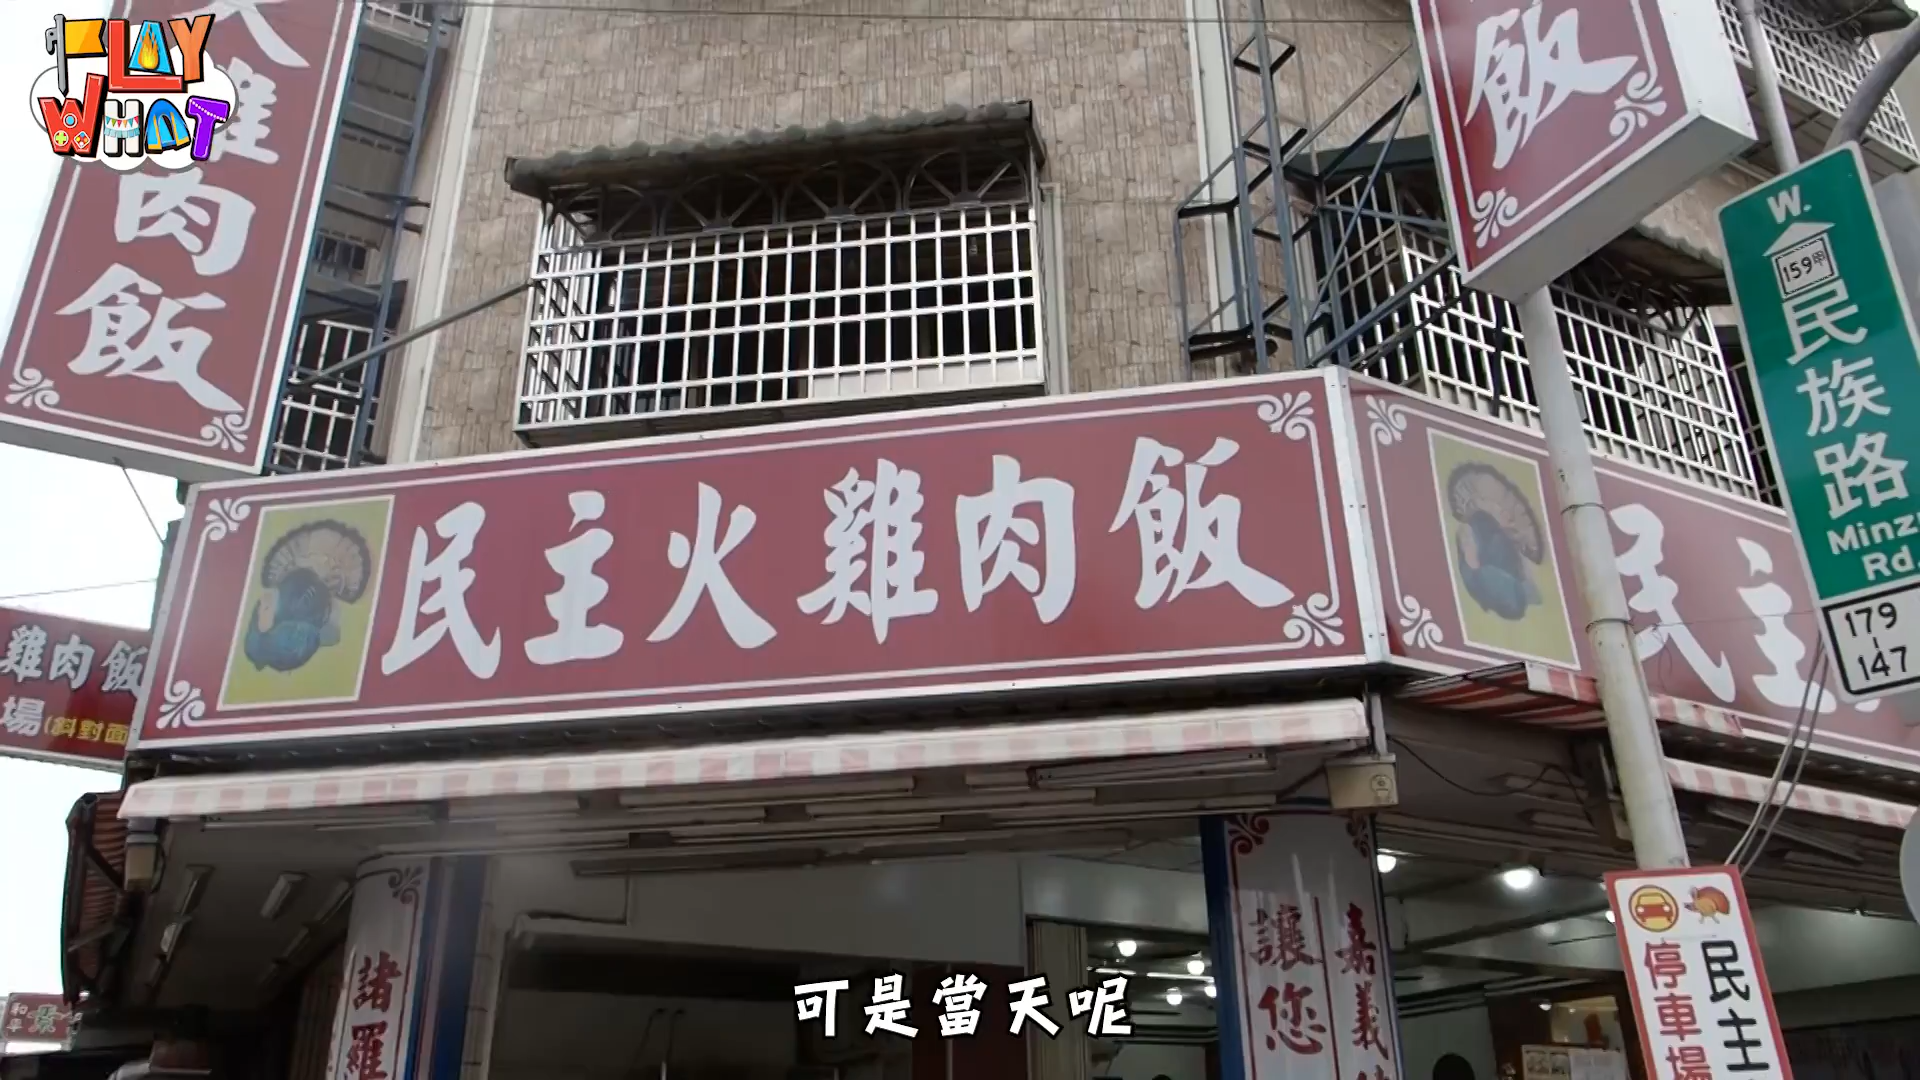 PLAY
WHAT
火雞肉飯
飯
W.
159甲
民族路
Minz
Rd.
179
147
民主火雞肉飯
民主
雞肉飯
場(斜對面
諸羅
讓您
嘉義
停車場
民主
可是當天呢